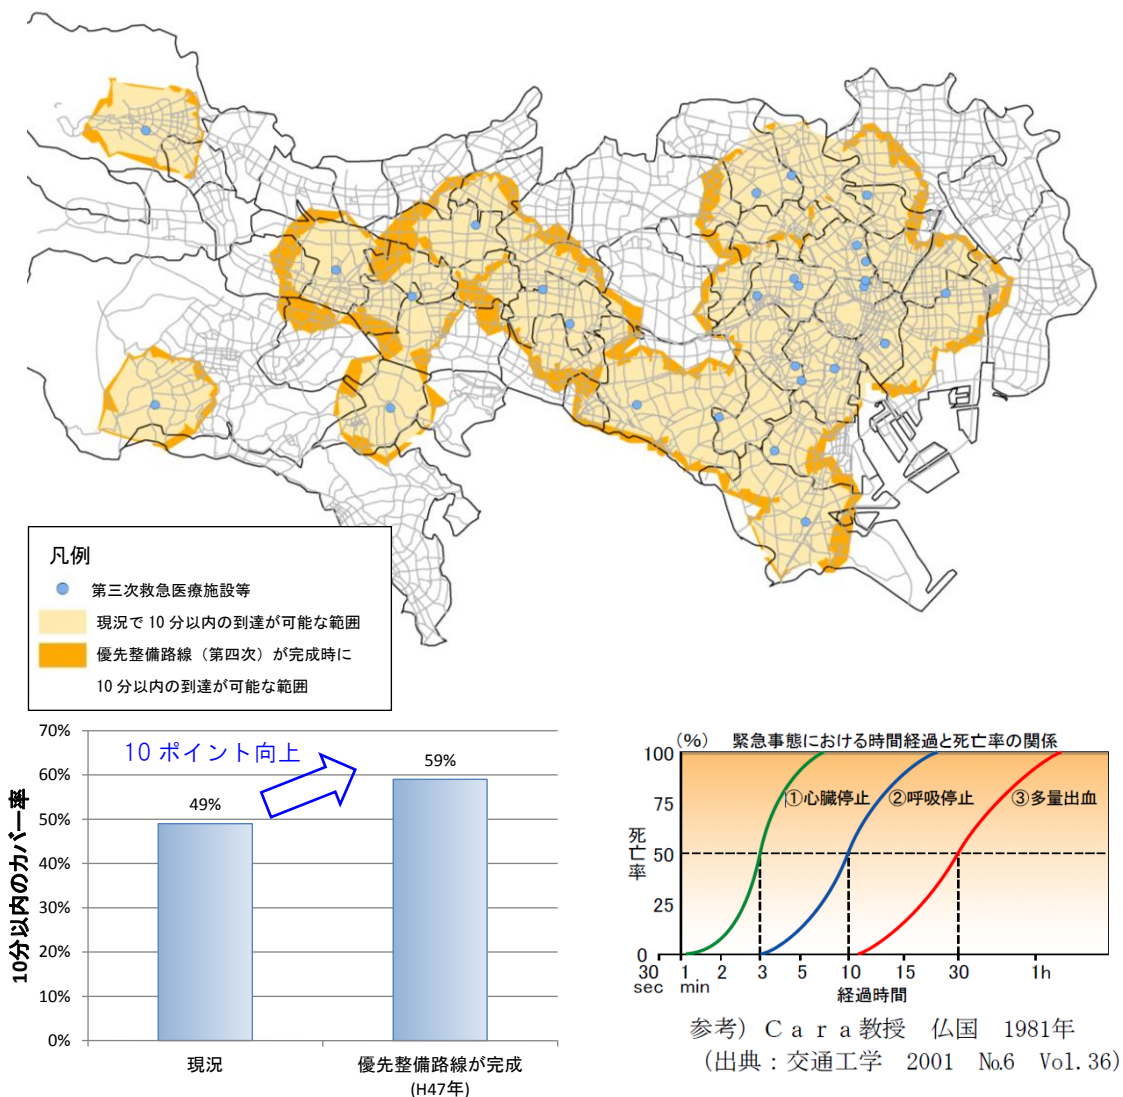 凡例
第三次救急医療施設等
現況で 10 分以内の到達が可能な範囲
優先整備路線（第四次）が完成時に
10 分以内の到達が可能な範囲
10分以内のカバー率
70%
60%
50%
40%
30%
20%
10%
0%
10 ポイント向上
49%
59%
現況
優先整備路線が完成
(H47年)
(%) 緊急事態における時間経過と死亡率の関係
死亡率
100
75
50
25
0
①心臓停止
②呼吸停止
③多量出血
30 1 2 3 5 10 15 30 1h
sec min
経過時間
参考）Ｃａｒａ教授　仏国　1981年
（出典：交通工学　2001　№6　Vol.36）